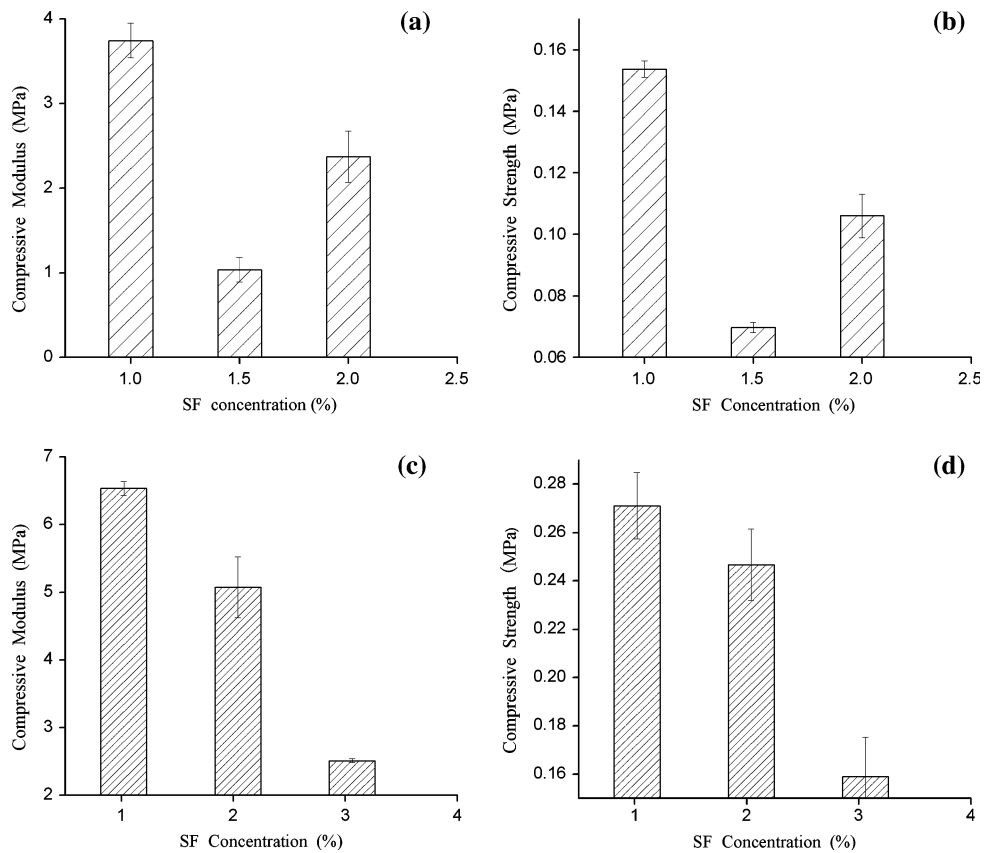 (a)
Compressive Modulus (MPa)
4
3
2
1
0
1.0 1.5 2.0 2.5
SF concentration (%)
(b)
Compressive Strength (MPa)
0.16
0.14
0.12
0.10
0.08
0.06
1.0 1.5 2.0 2.5
SF Concentration (%)
(c)
Compressive Modulus (MPa)
7
6
5
4
3
2
1 2 3 4
SF Concentration (%)
(d)
Compressive Strength (MPa)
0.28
0.26
0.24
0.22
0.20
0.18
0.16
1 2 3 4
SF Concentration (%)